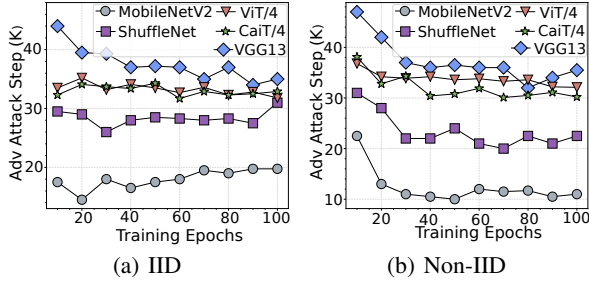 MobileNetV2
ShuffleNet
ViT/4
CaiT/4
VGG13
Adv Attack Step (K)
40
30
20
20
40
60
80
100
Training Epochs
(a) IID
MobileNetV2
ShuffleNet
ViT/4
CaiT/4
VGG13
Adv Attack Step (K)
40
30
20
10
20
40
60
80
100
Training Epochs
(b) Non-IID